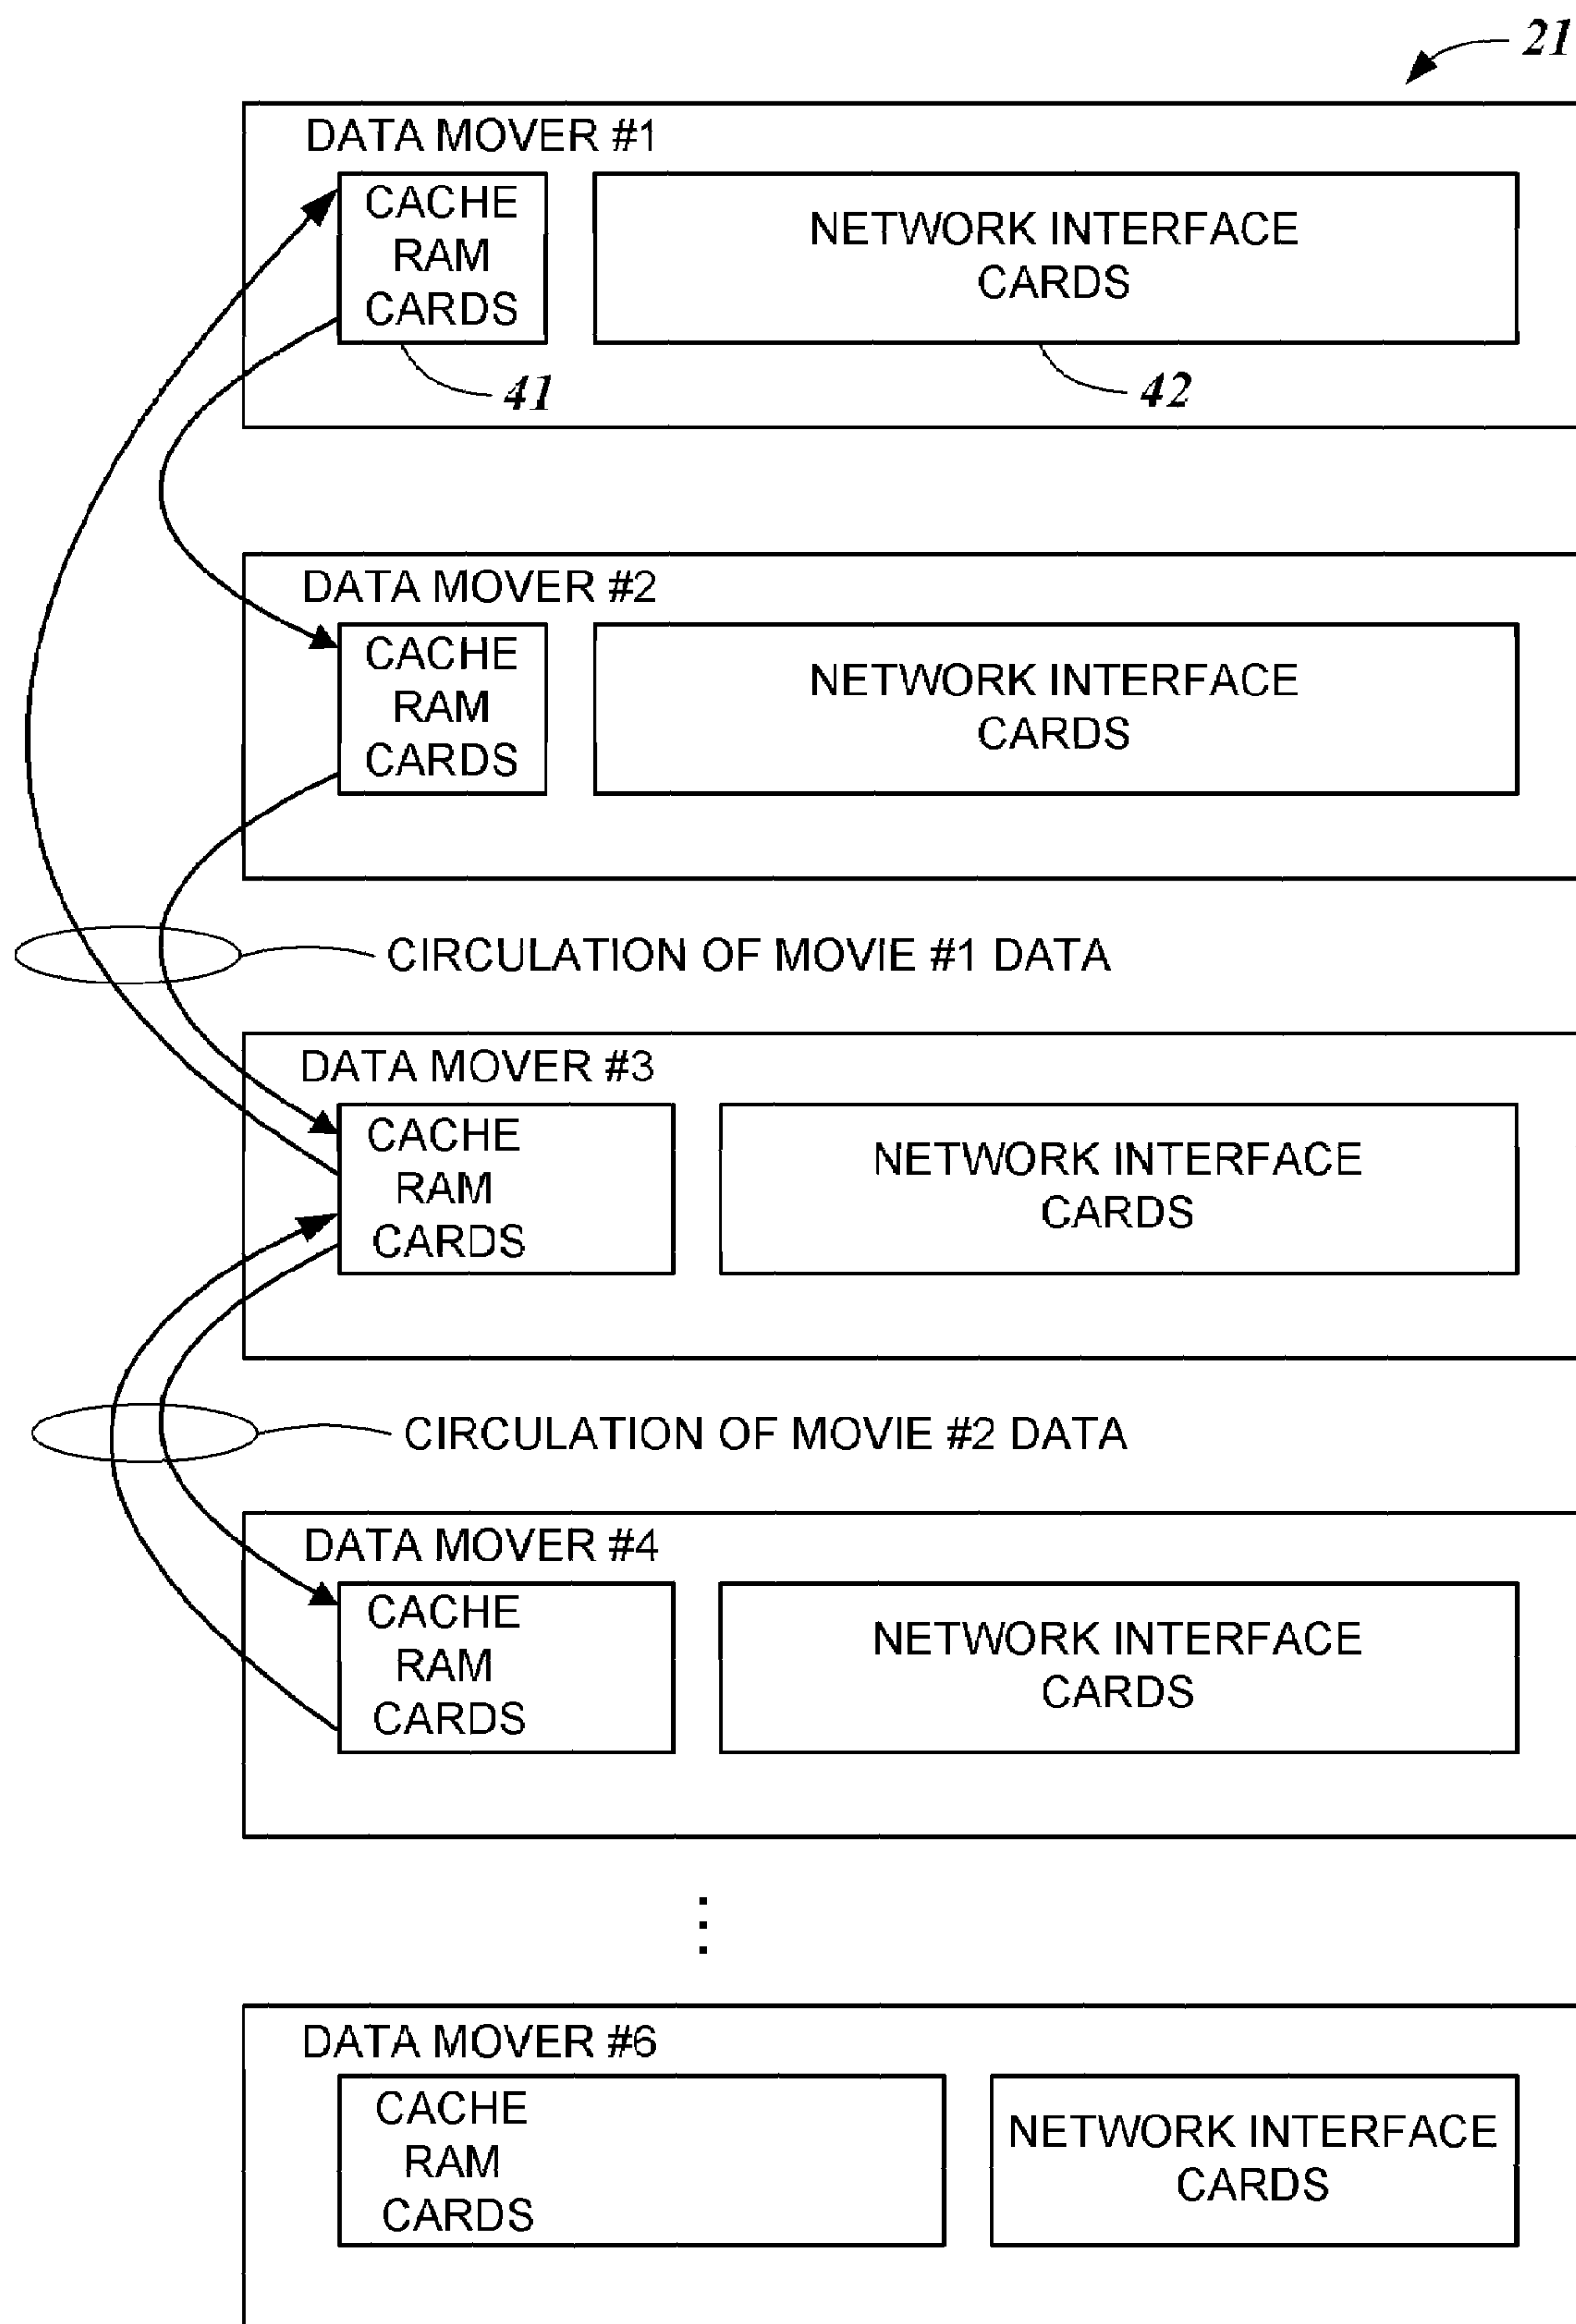 21
DATA MOVER #1
CACHE
RAM
CARDS
NETWORK INTERFACE
CARDS
41
42
DATA MOVER #2
CACHE
RAM
CARDS
NETWORK INTERFACE
CARDS
CIRCULATION OF MOVIE #1 DATA
DATA MOVER #3
CACHE
RAM
CARDS
NETWORK INTERFACE
CARDS
CIRCULATION OF MOVIE #2 DATA
DATA MOVER #4
CACHE
RAM
CARDS
NETWORK INTERFACE
CARDS
DATA MOVER #6
CACHE
RAM
CARDS
NETWORK INTERFACE
CARDS